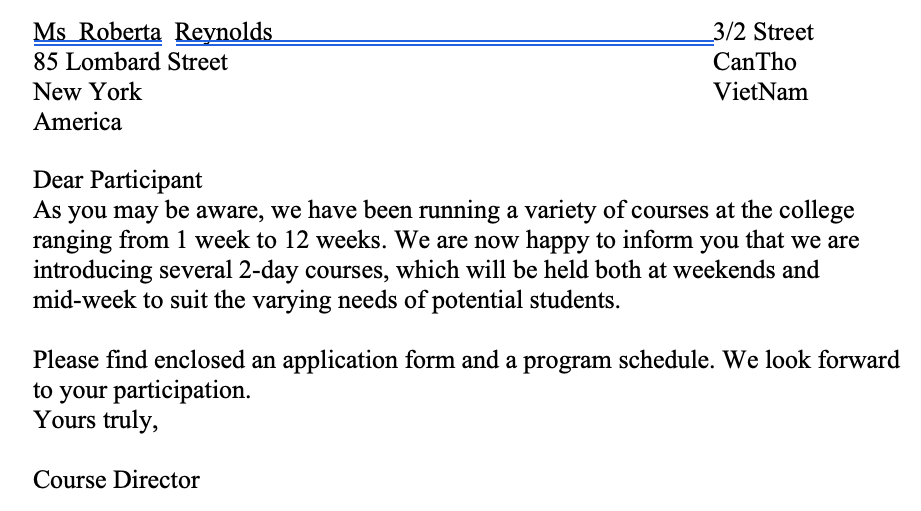 Ms Roberta Reynolds 3/2 Street
85 Lombard Street CanTho
New York VietNam
America
Dear Participant
As you may be aware, we have been running a variety of courses at the college
ranging from 1 week to 12 weeks. We are now happy to inform you that we are
introducing several 2-day courses, which will be held both at weekends and
mid-week to suit the varying needs of potential students.
Please find enclosed an application form and a program schedule. We look forward
to your participation.
Yours truly,
Course Director